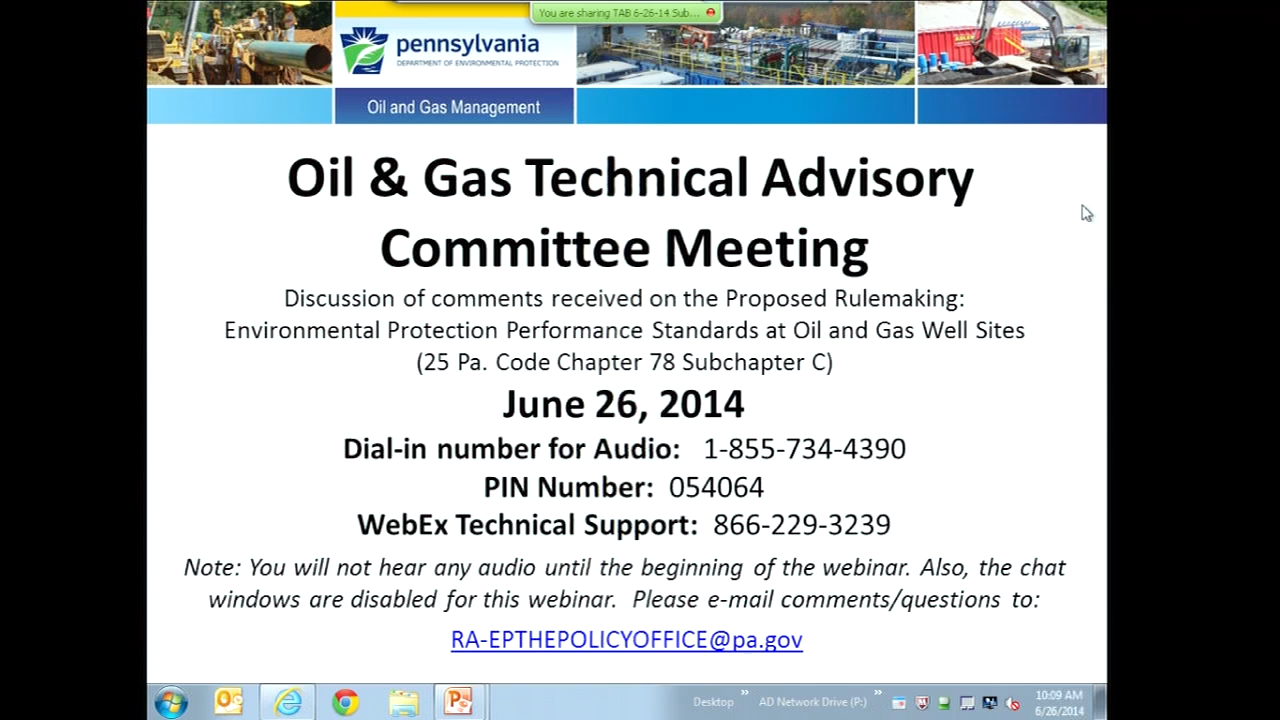 You are sharing TAB 6-26-14 Sub...
pennsylvania
DEPARTMENT OF ENVIRONMENTAL PROTECTION
Oil and Gas Management
Oil & Gas Technical Advisory
Committee Meeting
Discussion of comments received on the Proposed Rulemaking:
Environmental Protection Performance Standards at Oil and Gas Well Sites
(25 Pa. Code Chapter 78 Subchapter C)
June 26, 2014
Dial-in number for Audio: 1-855-734-4390
PIN Number: 054064
WebEx Technical Support: 866-229-3239
Note: You will not hear any audio until the beginning of the webinar. Also, the chat
windows are disabled for this webinar. Please e-mail comments/questions to:
RA-EPTHEPOLICYOFFICE@pa.gov
Desktop
AD Network Drive (P:)
10:09 AM
6/26/2014